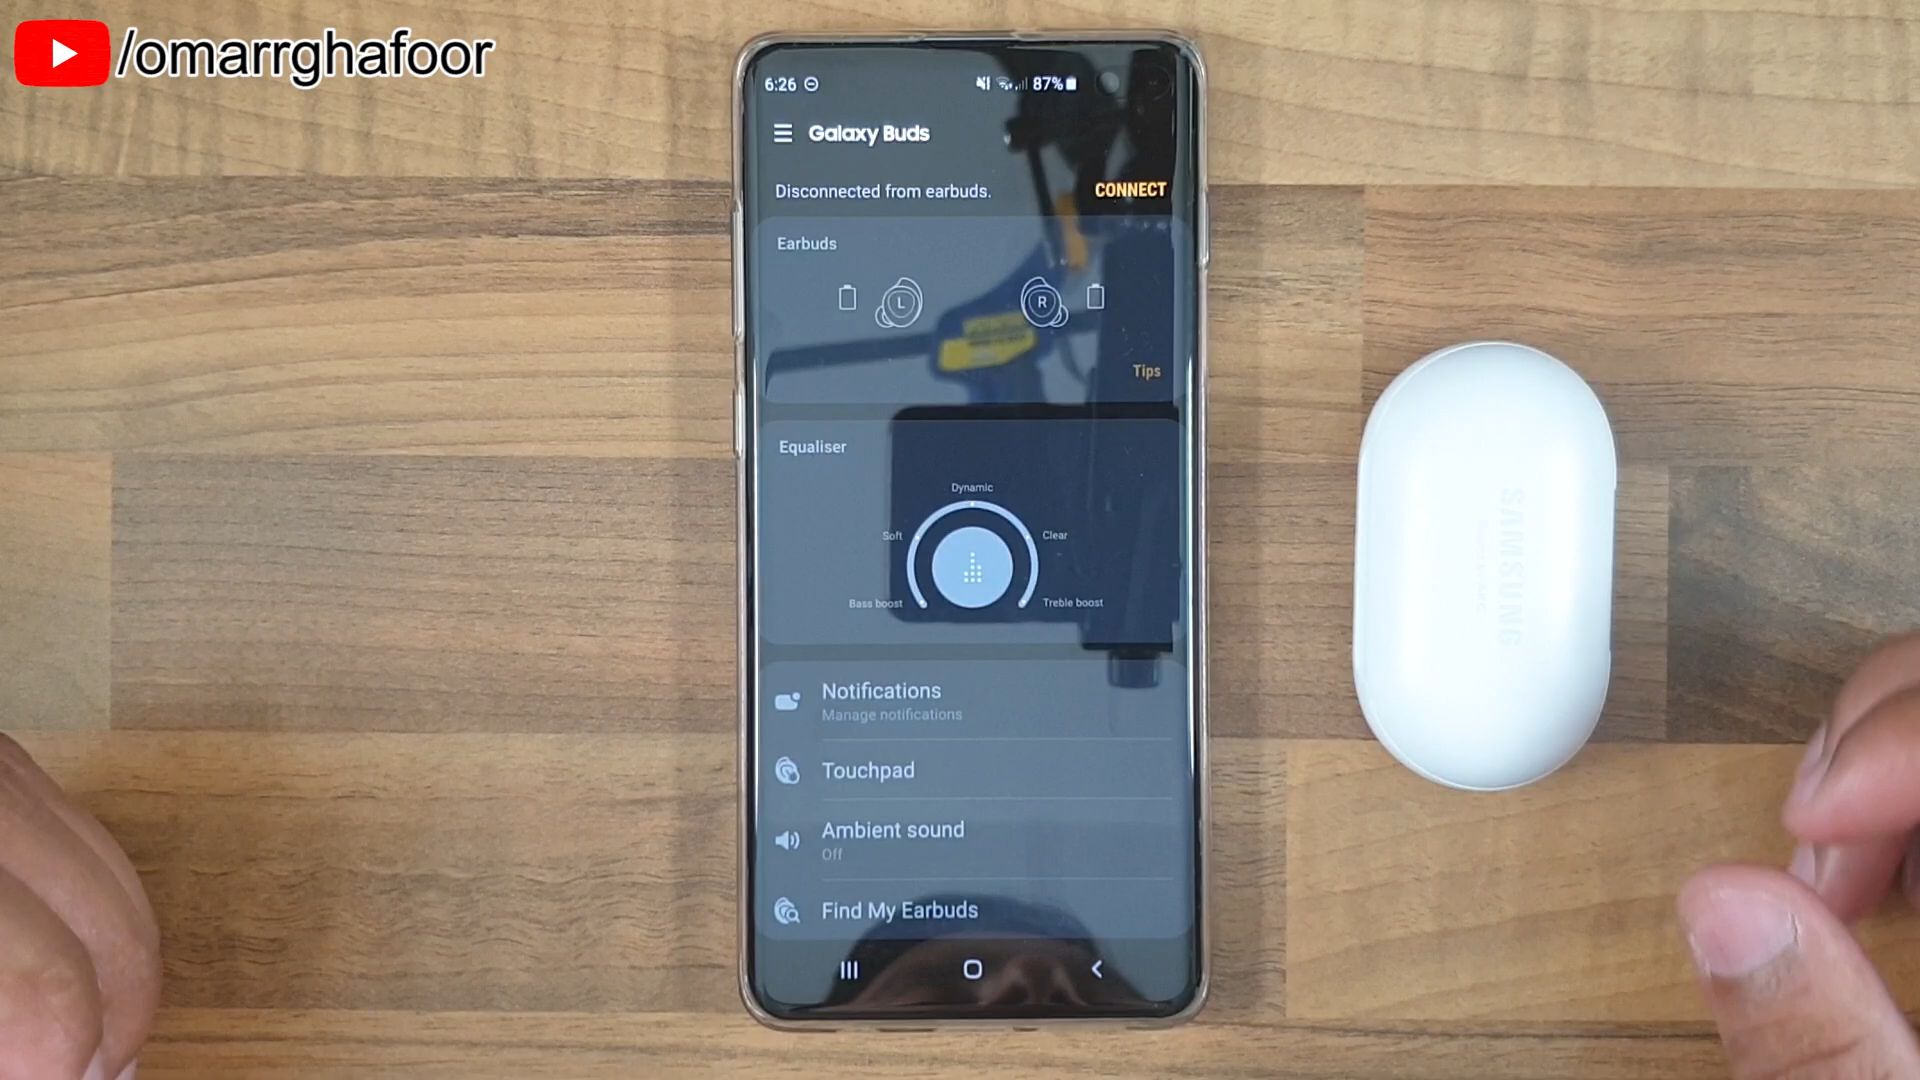 /omarrghafoor
6:26 87%
Galaxy Buds
Disconnected from earbuds. CONNECT
Earbuds
L R
Tips
Equaliser
Dynamic
Soft Clear
Bass boost Treble boost
Notifications
Manage notifications
Touchpad
Ambient sound
Off
Find My Earbuds
SAMSUNG